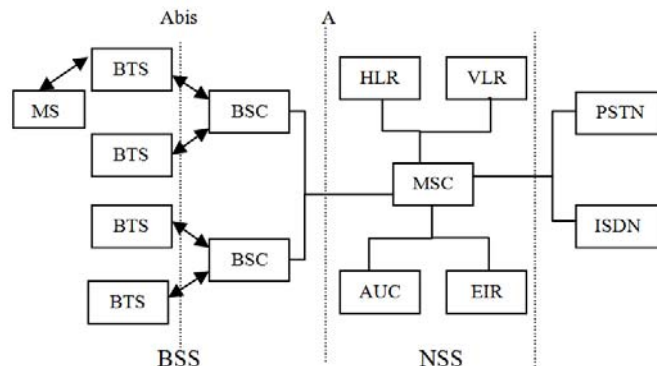 Abis
A
BTS
HLR
VLR
MS
BSC
PSTN
BTS
MSC
BTS
ISDN
BSC
BTS
AUC
EIR
BSS
NSS